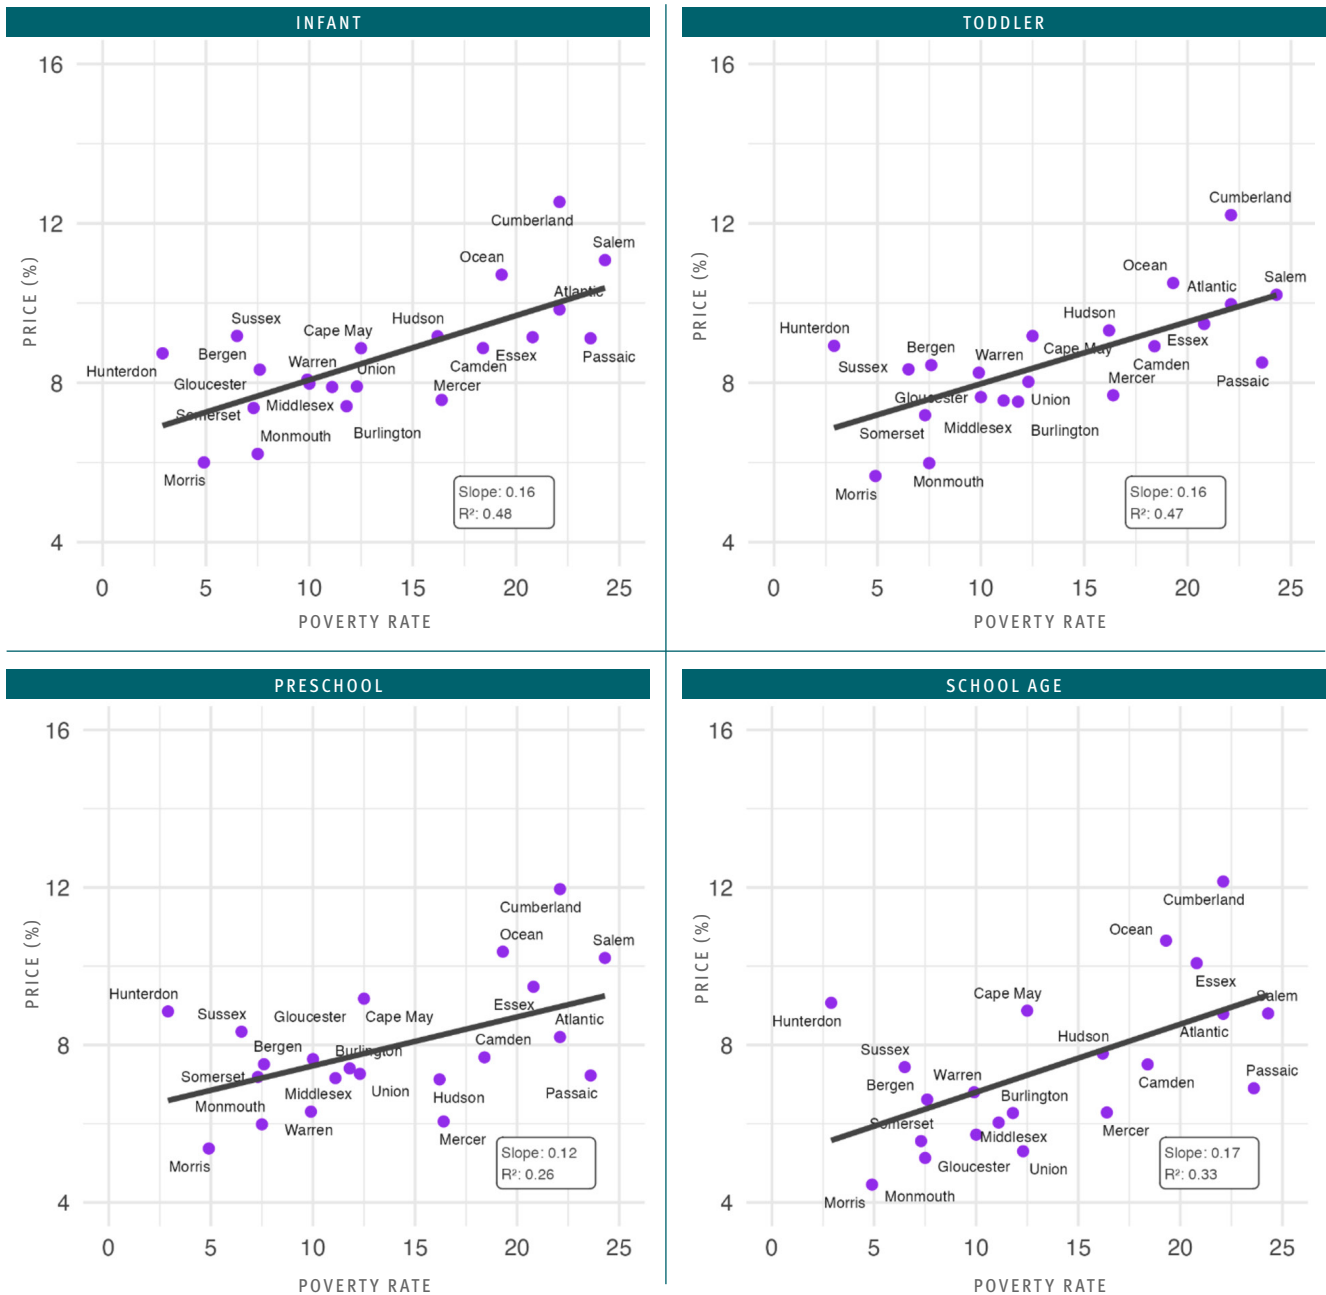 INFANT
16
12
8
4
PRICE (%)
Cumberland
Salem
Ocean
Atlantic
Sussex
Hudson
Cape May
Bergen
Warren
Essex
Passaic
Hunterdon
Camden
Union
Gloucester
Mercer
Middlesex
Somerset
Monmouth
Burlington
Morris
Slope: 0.16
R²: 0.48
0 5 10 15 20 25
POVERTY RATE
TODDLER
16
12
8
4
PRICE (%)
Cumberland
Ocean
Salem
Atlantic
Hudson
Hunterdon
Essex
Bergen
Warren
Cape May
Sussex
Camden
Mercer
Passaic
Gloucester
Union
Somerset
Middlesex
Burlington
Monmouth
Morris
Slope: 0.16
R²: 0.47
0 5 10 15 20 25
POVERTY RATE
PRESCHOOL
16
12
8
4
PRICE (%)
Cumberland
Ocean
Salem
Hunterdon
Essex
Sussex
Gloucester
Cape May
Atlantic
Camden
Bergen
Burlington
Somerset
Middlesex
Union
Passaic
Hudson
Monmouth
Warren
Mercer
Morris
Slope: 0.12
R²: 0.26
0 5 10 15 20 25
POVERTY RATE
SCHOOL AGE
16
12
8
4
PRICE (%)
Cumberland
Ocean
Essex
Cape May
Salem
Hunterdon
Atlantic
Hudson
Sussex
Passaic
Warren
Camden
Bergen
Burlington
Somerset
Mercer
Middlesex
Gloucester
Union
Monmouth
Morris
Slope: 0.17
R²: 0.33
0 5 10 15 20 25
POVERTY RATE